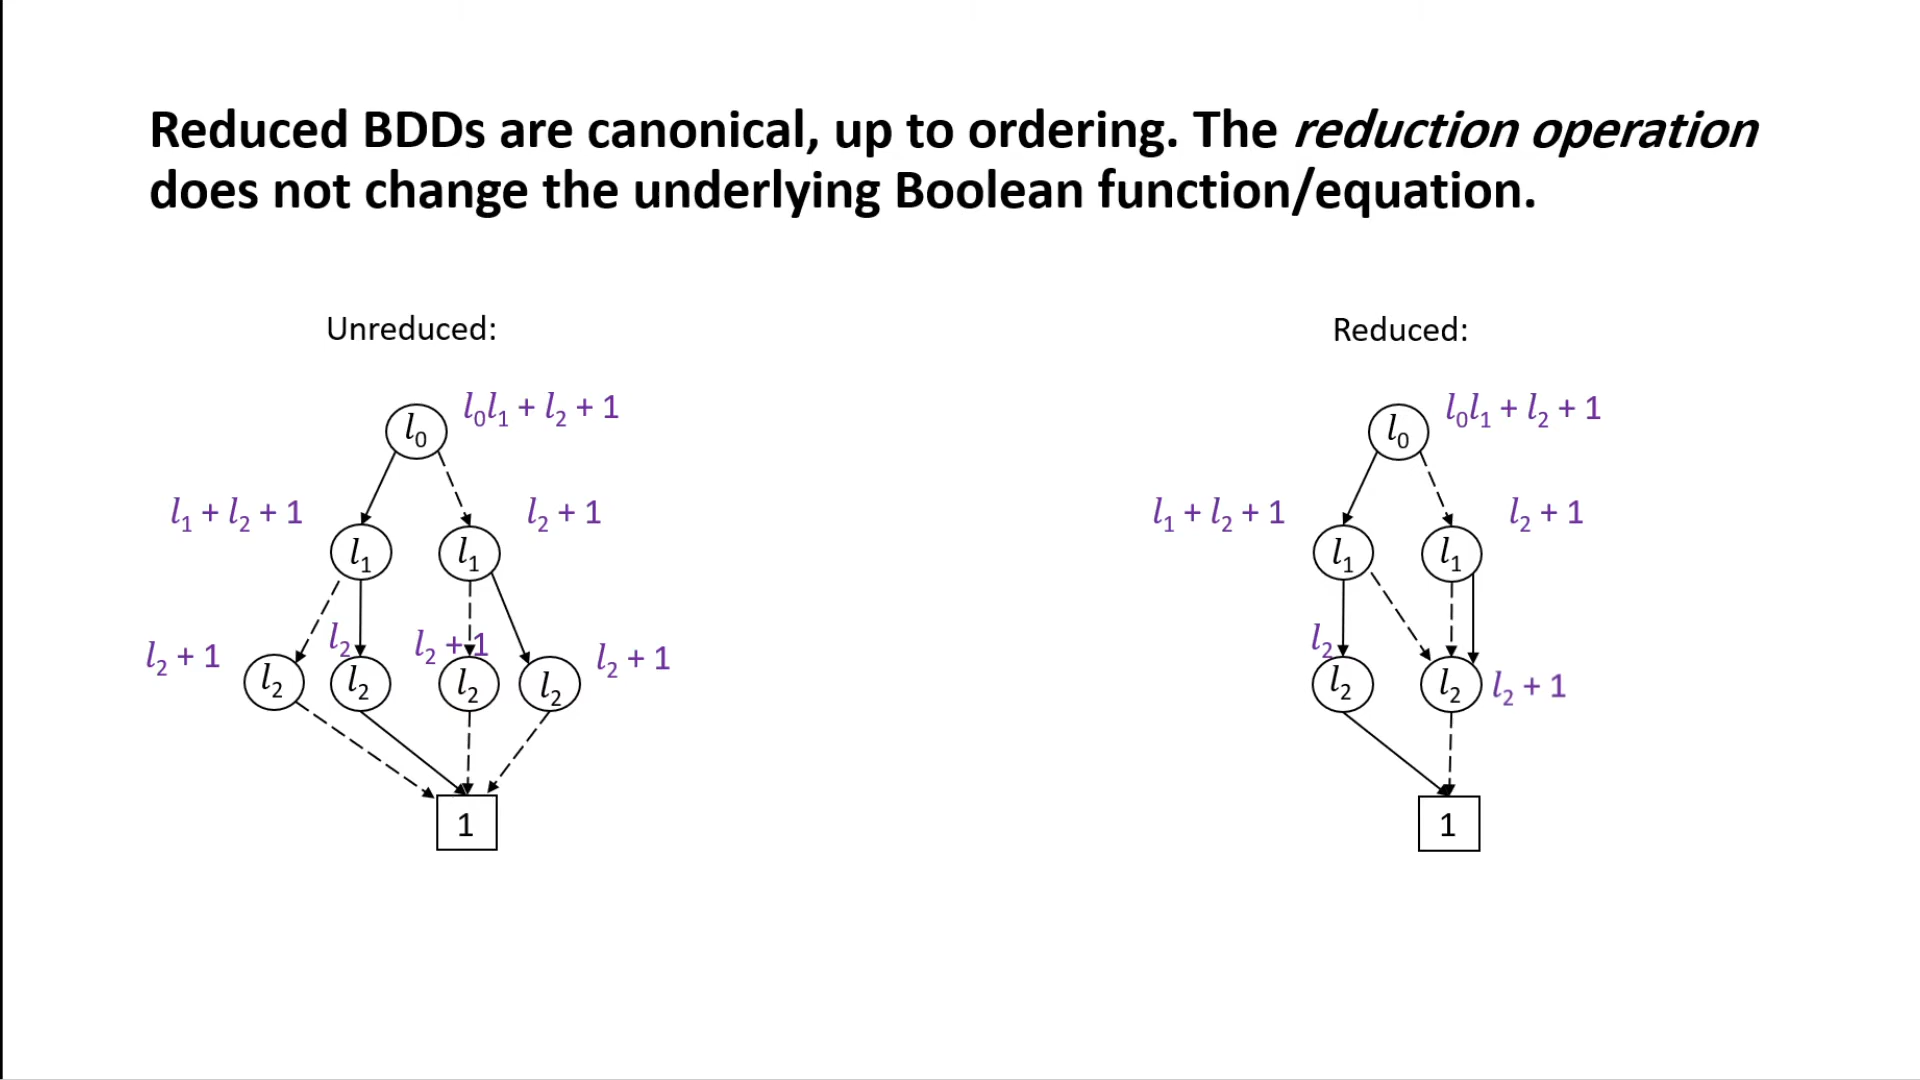 Reduced BDDs are canonical, up to ordering. The reduction operation
does not change the underlying Boolean function/equation.
Unreduced:
l₀
l₀l₁ + l₂ + 1
l₁ + l₂ + 1
l₂ + 1
l₁
l₁
l₂ + 1
l₂
l₂ + 1
l₂ + 1
l₂
l₂
l₂
l₂
1
Reduced:
l₀
l₀l₁ + l₂ + 1
l₁ + l₂ + 1
l₂ + 1
l₁
l₁
l₂
l₂
l₂
l₂ + 1
1